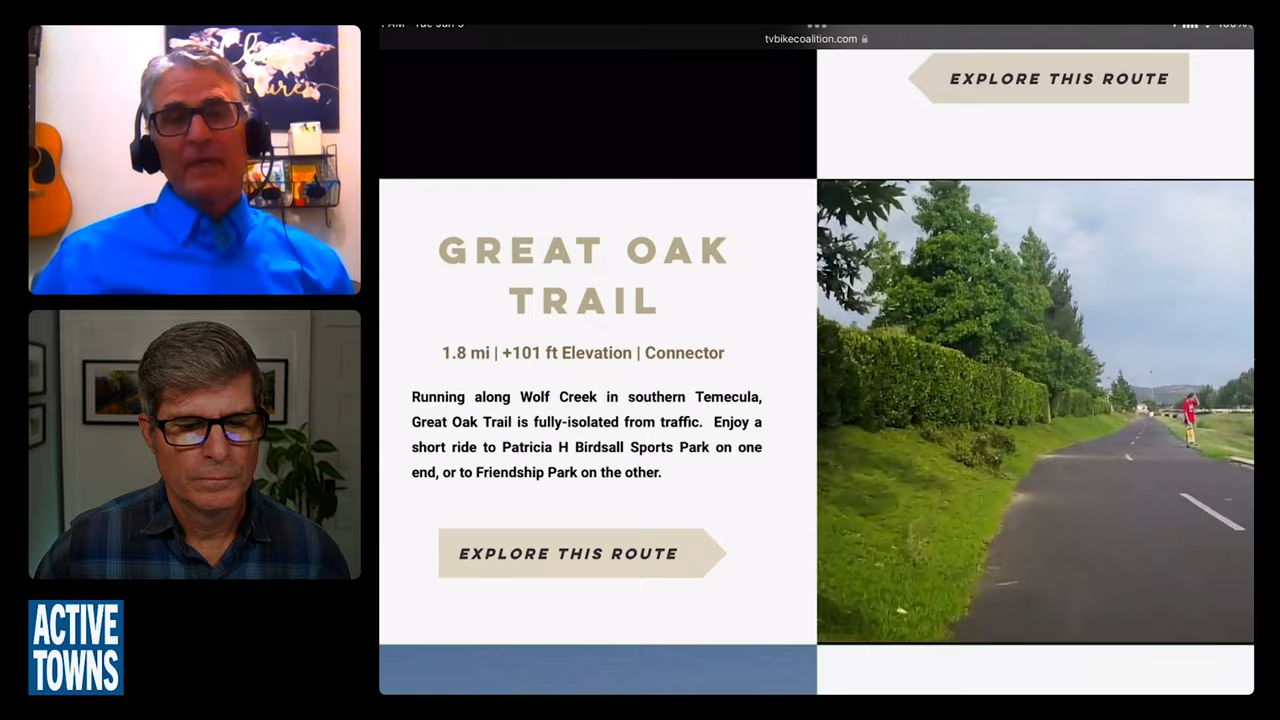 tvbikecoalition.com
EXPLORE THIS ROUTE
GREAT OAK
TRAIL
1.8 mi | +101 ft Elevation | Connector
Running along Wolf Creek in southern Temecula,
Great Oak Trail is fully-isolated from traffic. Enjoy a
short ride to Patricia H Birdsall Sports Park on one
end, or to Friendship Park on the other.
EXPLORE THIS ROUTE
ACTIVE
TOWNS